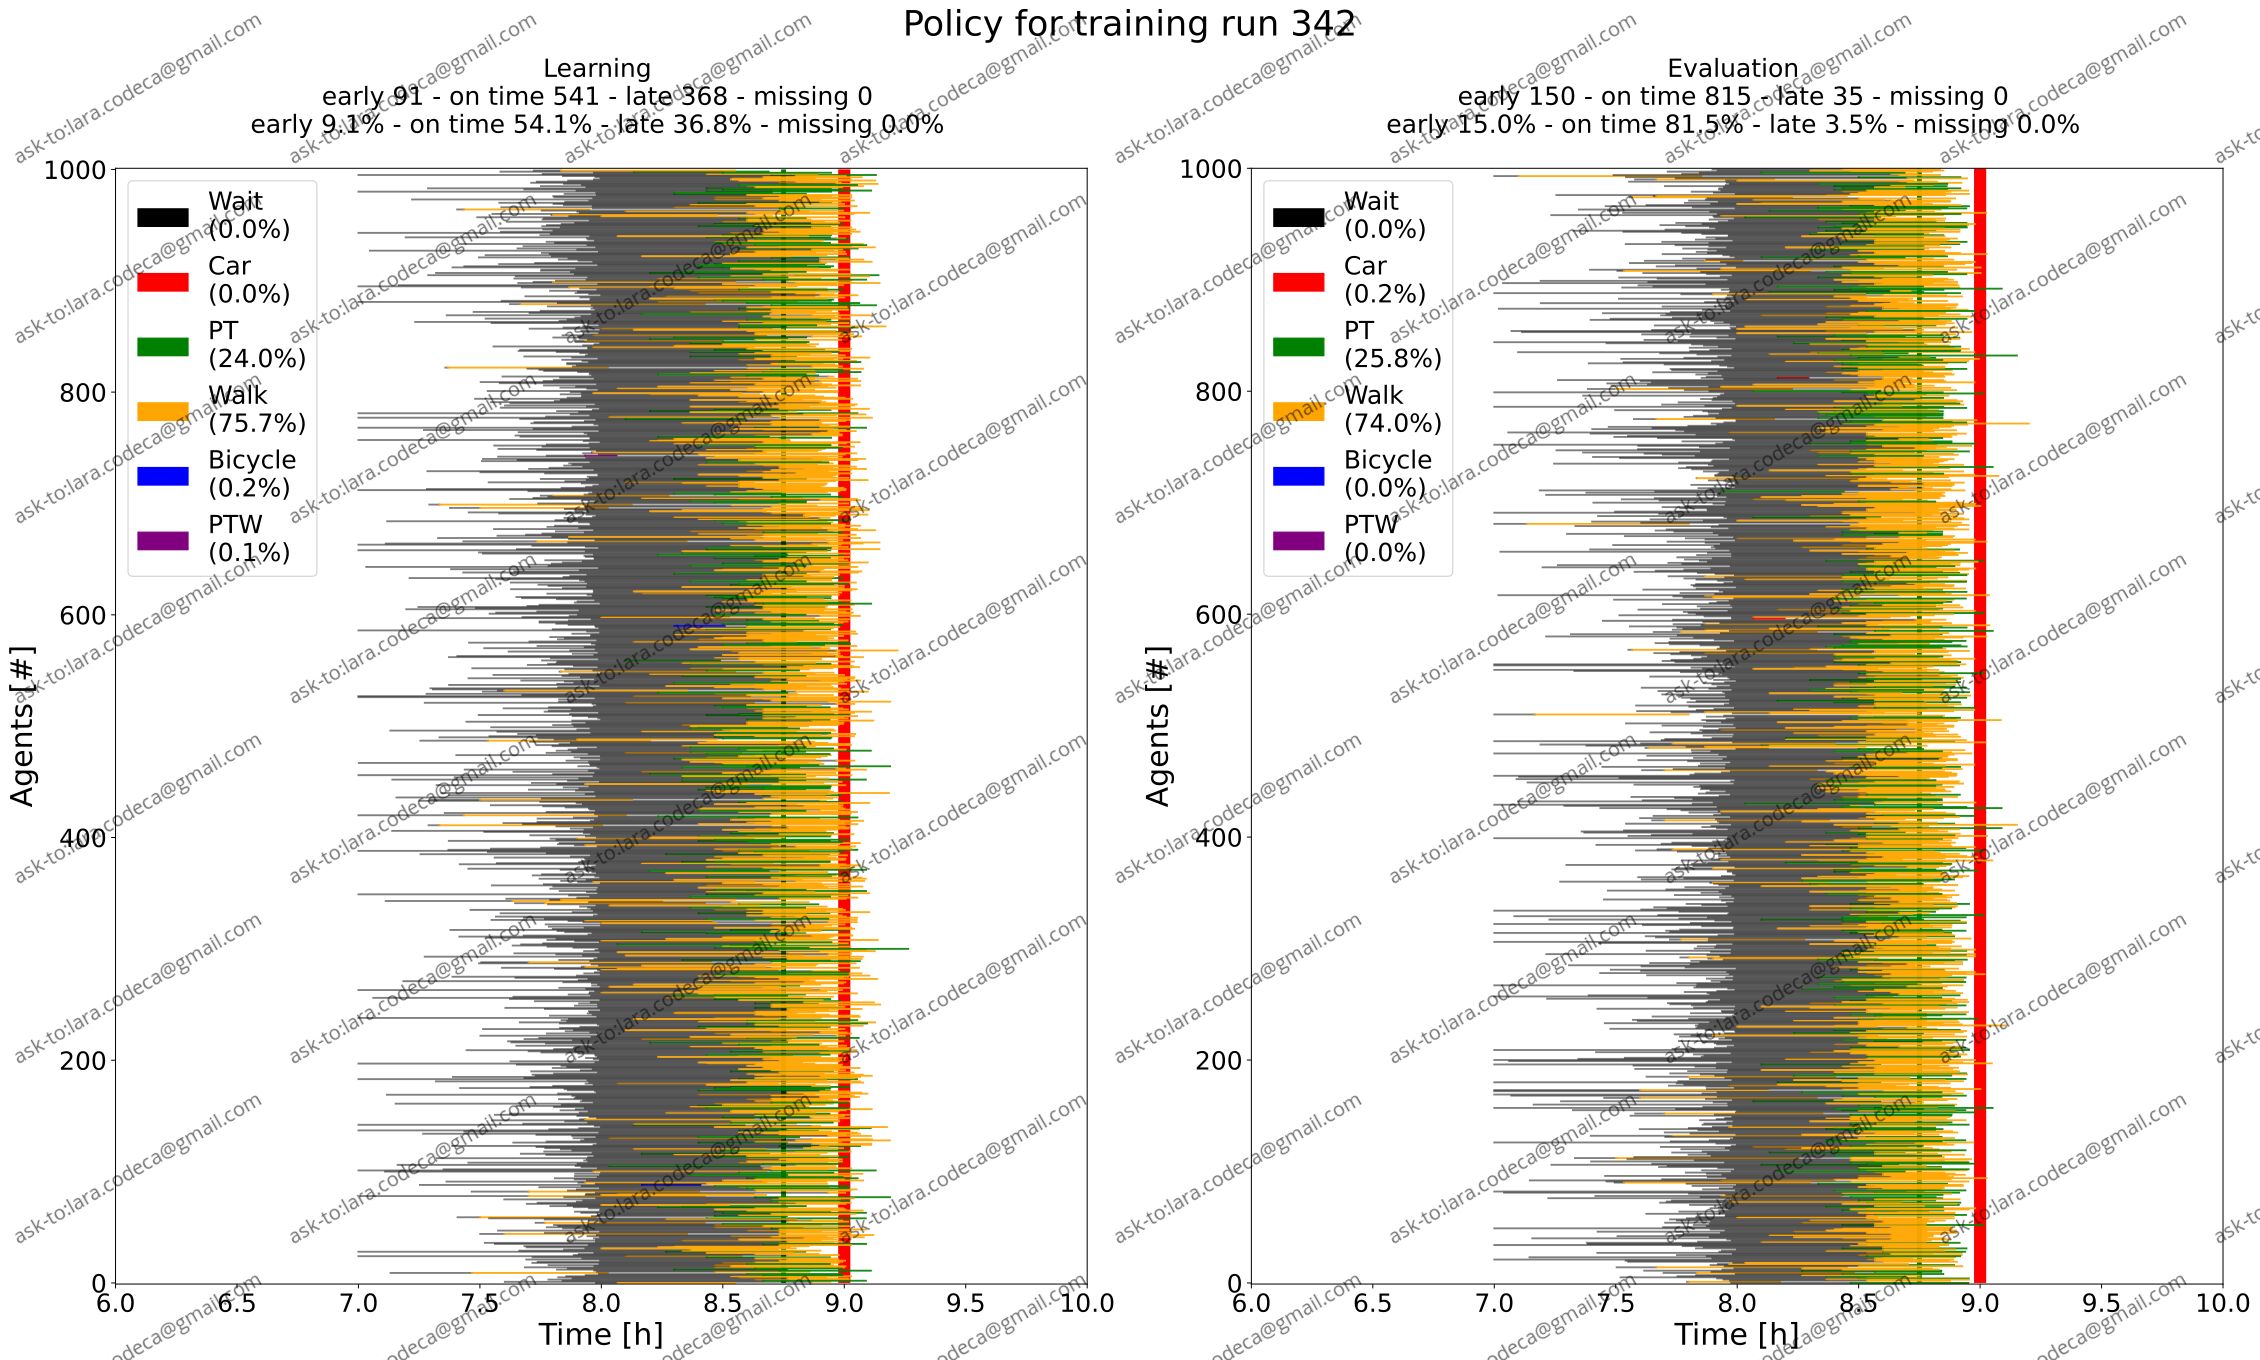 Policy for training run 342
Learning
early 91 - on time 541 - late 368 - missing 0
early 9.1% - on time 54.1% - late 36.8% - missing 0.0%
Evaluation
early 150 - on time 815 - late 35 - missing 0
early 15.0% - on time 81.5% - late 3.5% - missing 0.0%
1000
800
600
400
200
0
Agents [#]
Wait
(0.0%)
Car
(0.0%)
PT
(24.0%)
Walk
(75.7%)
Bicycle
(0.2%)
PTW
(0.1%)
6.0 6.5 7.0 7.5 8.0 8.5 9.0 9.5 10.0
Time [h]
1000
800
600
400
200
0
Agents [#]
Wait
(0.0%)
Car
(0.2%)
PT
(25.8%)
Walk
(74.0%)
Bicycle
(0.0%)
PTW
(0.0%)
6.0 6.5 7.0 7.5 8.0 8.5 9.0 9.5 10.0
Time [h]
ask-to:lara.codeca@gmail.com